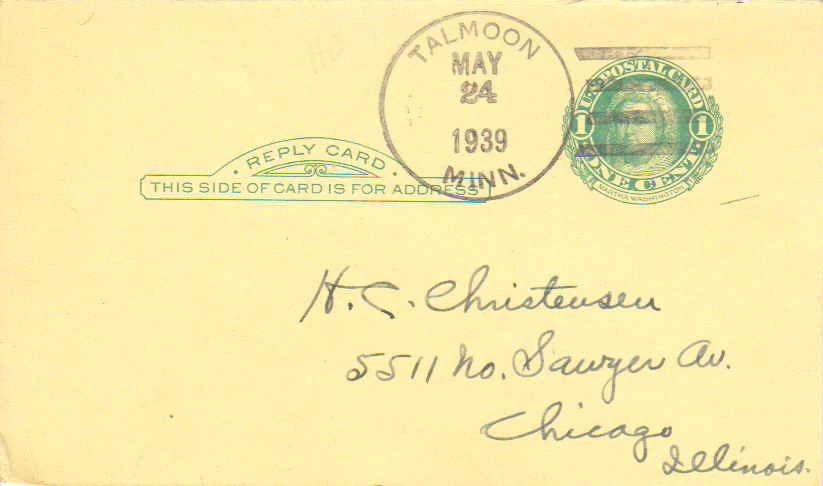 TALMOON
MAY
24
1939
MINN.
U.S. POSTAL CARD
1 1
ONE CENT
MARTHA WASHINGTON
· REPLY CARD ·
THIS SIDE OF CARD IS FOR ADDRESS
H. C. Christensen
5511 No. Sawyer Av.
Chicago
Illinois.